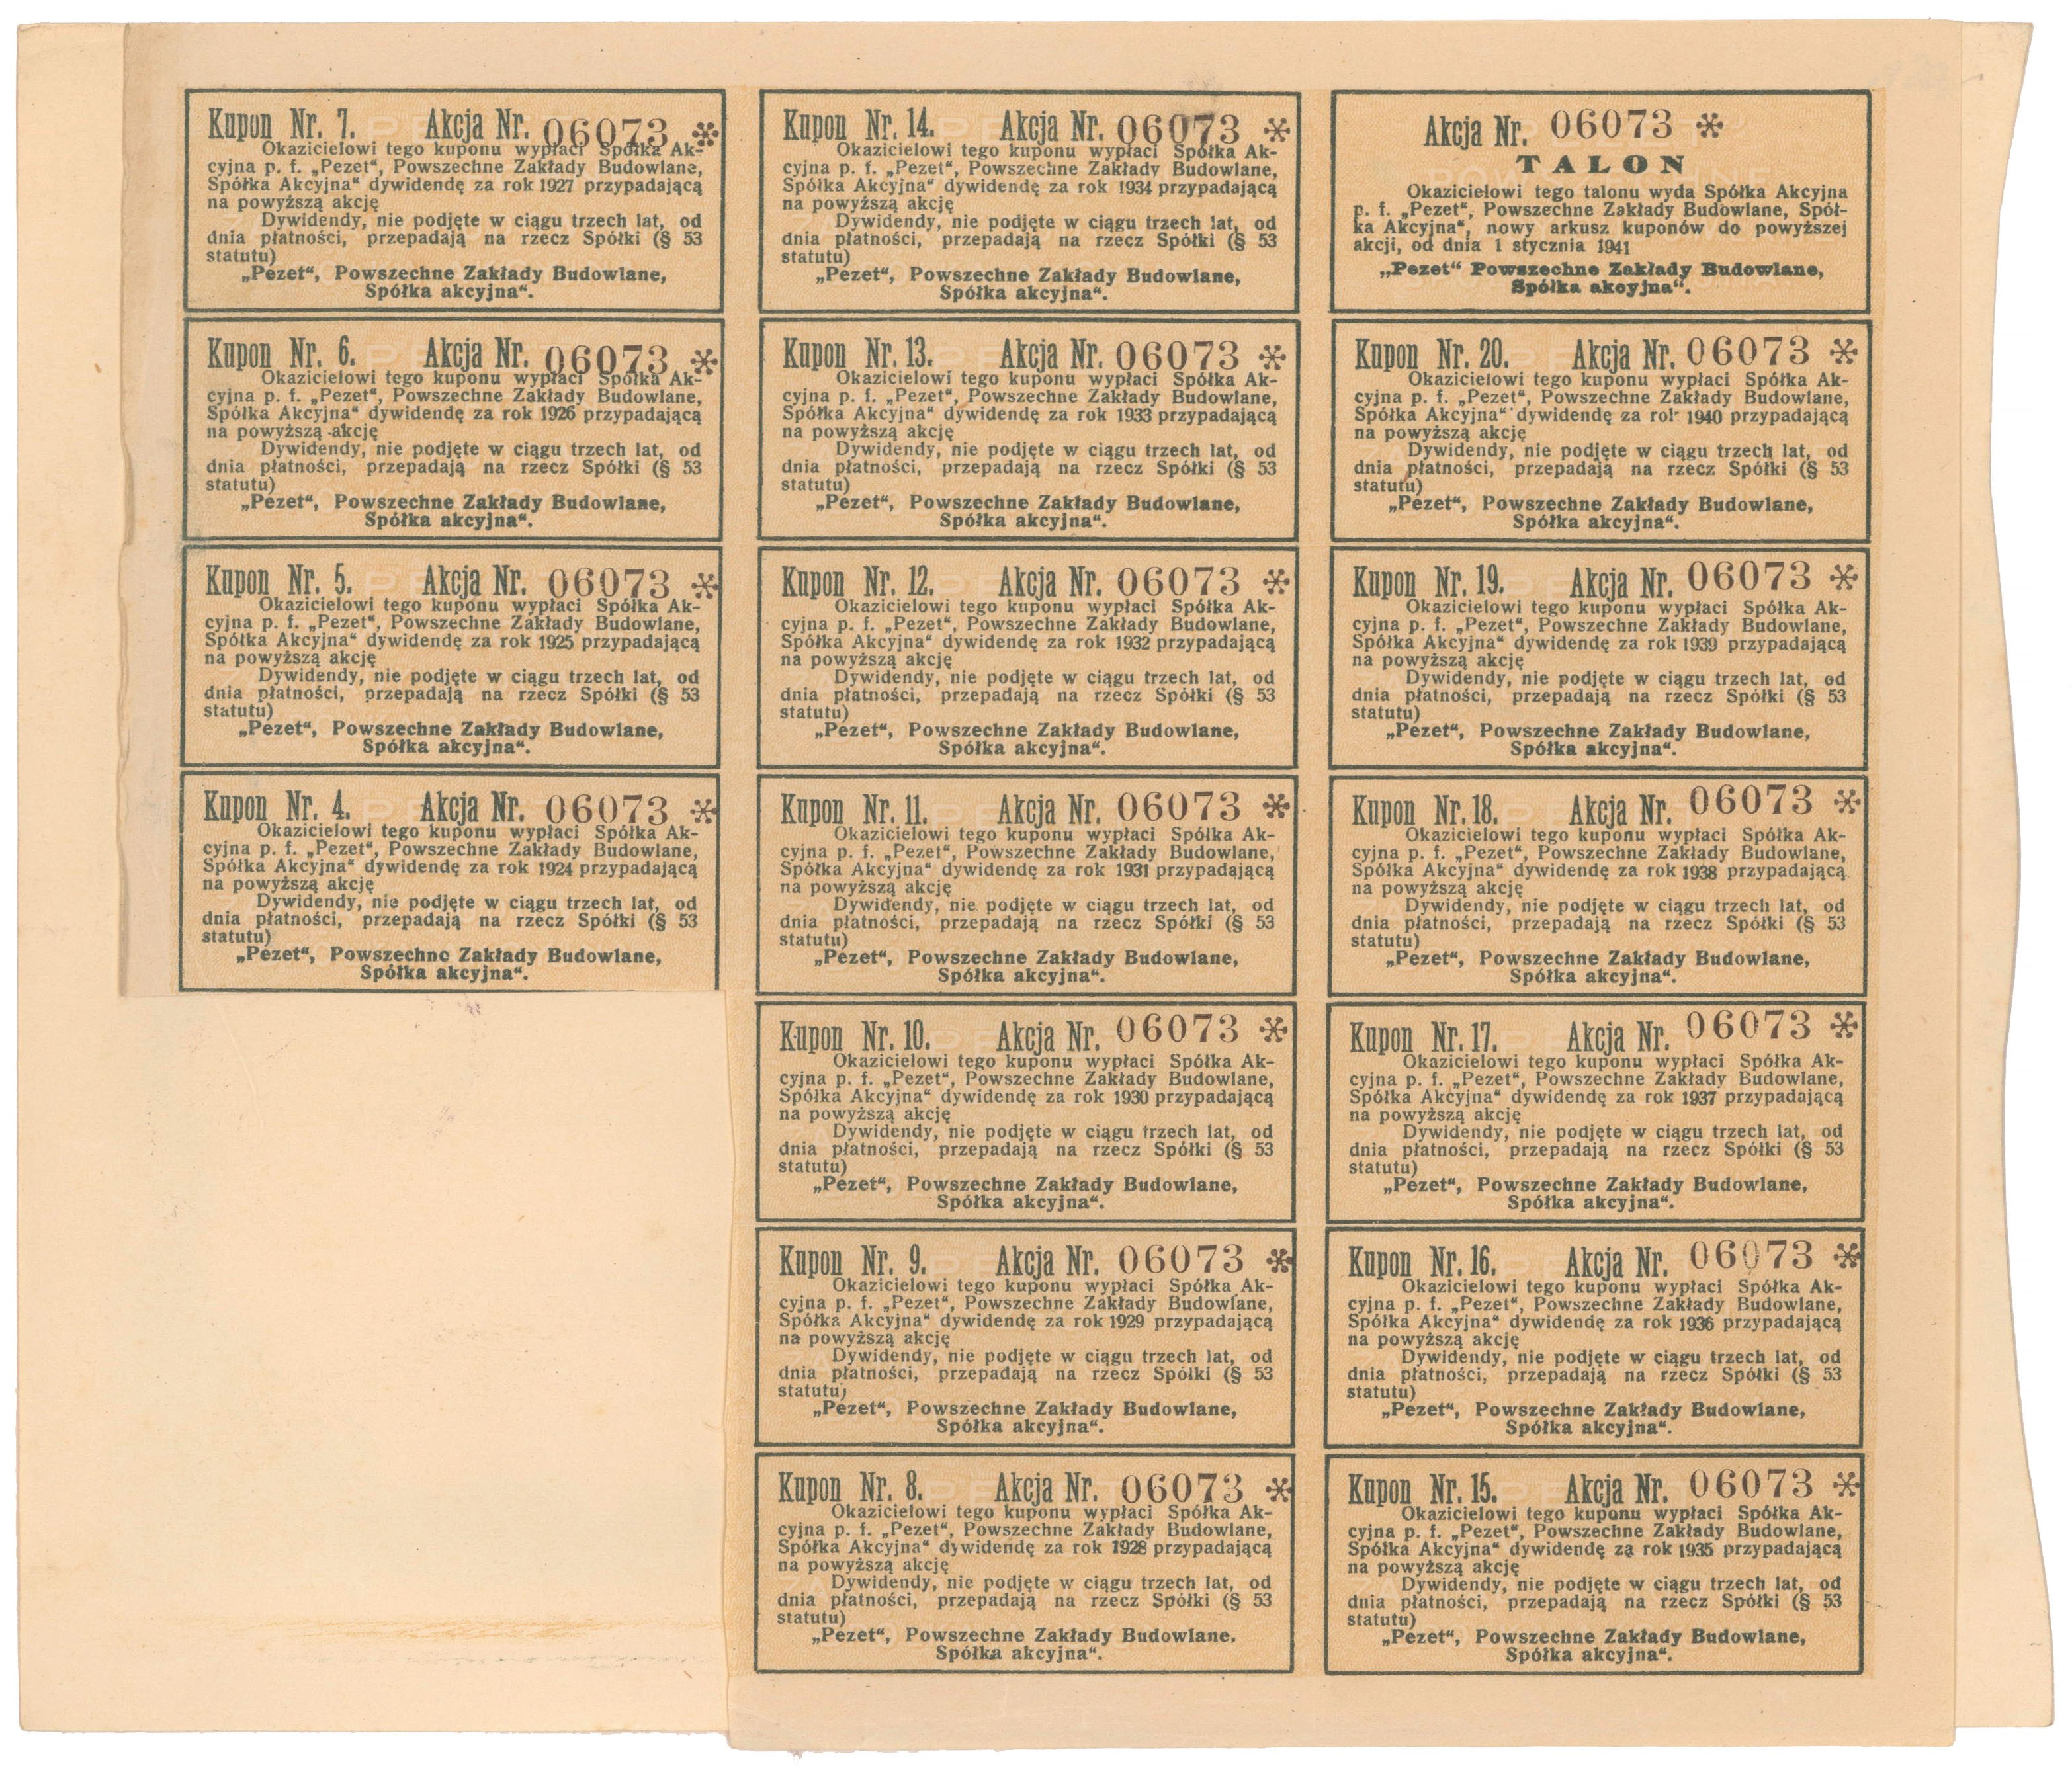 Kupon Nr. 7. Akcja Nr. 06073 *
Okazicielowi tego kuponu wypłaci Spółka Ak-
cyjna p. f. „Pezet“, Powszechne Zakłady Budowlane,
Spółka Akcyjna“ dywidendę za rok 1927 przypadającą
na powyższą akcję
Dywidendy, nie podjęte w ciągu trzech lat, od
dnia płatności, przepadają na rzecz Spółki (§ 53
statutu)
„Pezet“, Powszechne Zakłady Budowlane,
Spółka akcyjna“.
Kupon Nr. 6. Akcja Nr. 06073 *
Okazicielowi tego kuponu wypłaci Spółka Ak-
cyjna p. f. „Pezet“, Powszechne Zakłady Budowlane,
Spółka Akcyjna“ dywidendę za rok 1926 przypadającą
na powyższą akcję
Dywidendy, nie podjęte w ciągu trzech lat, od
dnia płatności, przepadają na rzecz Spółki (§ 53
statutu)
„Pezet“, Powszechne Zakłady Budowlane,
Spółka akcyjna“.
Kupon Nr. 5. Akcja Nr. 06073 *
Okazicielowi tego kuponu wypłaci Spółka Ak-
cyjna p. f. „Pezet“, Powszechne Zakłady Budowlane,
Spółka Akcyjna“ dywidendę za rok 1925 przypadającą
na powyższą akcję
Dywidendy, nie podjęte w ciągu trzech lat, od
dnia płatności, przepadają na rzecz Spółki (§ 53
statutu)
„Pezet“, Powszechne Zakłady Budowlane,
Spółka akcyjna“.
Kupon Nr. 4. Akcja Nr. 06073 *
Okazicielowi tego kuponu wypłaci Spółka Ak-
cyjna p. f. „Pezet“, Powszechne Zakłady Budowlane,
Spółka Akcyjna“ dywidendę za rok 1924 przypadającą
na powyższą akcję
Dywidendy, nie podjęte w ciągu trzech lat, od
dnia płatności, przepadają na rzecz Spółki (§ 53
statutu)
„Pezet“, Powszechne Zakłady Budowlane,
Spółka akcyjna“.
Kupon Nr. 14. Akcja Nr. 06073 *
Okazicielowi tego kuponu wypłaci Spółka Ak-
cyjna p. f. „Pezet“, Powszechne Zakłady Budowlane,
Spółka Akcyjna“ dywidendę za rok 1934 przypadającą
na powyższą akcję
Dywidendy, nie podjęte w ciągu trzech lat, od
dnia płatności, przepadają na rzecz Spółki (§ 53
statutu)
„Pezet“, Powszechne Zakłady Budowlane,
Spółka akcyjna“.
Kupon Nr. 13. Akcja Nr. 06073 *
Okazicielowi tego kuponu wypłaci Spółka Ak-
cyjna p. f. „Pezet“, Powszechne Zakłady Budowlane,
Spółka Akcyjna“ dywidendę za rok 1933 przypadającą
na powyższą akcję
Dywidendy, nie podjęte w ciągu trzech lat, od
dnia płatności, przepadają na rzecz Spółki (§ 53
statutu)
„Pezet“, Powszechne Zakłady Budowlane,
Spółka akcyjna“.
Kupon Nr. 12. Akcja Nr. 06073 *
Okazicielowi tego kuponu wypłaci Spółka Ak-
cyjna p. f. „Pezet“, Powszechne Zakłady Budowlane,
Spółka Akcyjna“ dywidendę za rok 1932 przypadającą
na powyższą akcję
Dywidendy, nie podjęte w ciągu trzech lat, od
dnia płatności, przepadają na rzecz Spółki (§ 53
statutu)
„Pezet“, Powszechne Zakłady Budowlane,
Spółka akcyjna“.
Kupon Nr. 11. Akcja Nr. 06073 *
Okazicielowi tego kuponu wypłaci Spółka Ak-
cyjna p. f. „Pezet“, Powszechne Zakłady Budowlane,
Spółka Akcyjna“ dywidendę za rok 1931 przypadającą
na powyższą akcję
Dywidendy, nie podjęte w ciągu trzech lat, od
dnia płatności, przepadają na rzecz Spółki (§ 53
statutu)
„Pezet“, Powszechne Zakłady Budowlane,
Spółka akcyjna“.
Kupon Nr. 10. Akcja Nr. 06073 *
Okazicielowi tego kuponu wypłaci Spółka Ak-
cyjna p. f. „Pezet“, Powszechne Zakłady Budowlane,
Spółka Akcyjna“ dywidendę za rok 1930 przypadającą
na powyższą akcję
Dywidendy, nie podjęte w ciągu trzech lat, od
dnia płatności, przepadają na rzecz Spółki (§ 53
statutu)
„Pezet“, Powszechne Zakłady Budowlane,
Spółka akcyjna“.
Kupon Nr. 9. Akcja Nr. 06073 *
Okazicielowi tego kuponu wypłaci Spółka Ak-
cyjna p. f. „Pezet“, Powszechne Zakłady Budowlane,
Spółka Akcyjna“ dywidendę za rok 1929 przypadającą
na powyższą akcję
Dywidendy, nie podjęte w ciągu trzech lat, od
dnia płatności, przepadają na rzecz Spółki (§ 53
statutu)
„Pezet“, Powszechne Zakłady Budowlane,
Spółka akcyjna“.
Kupon Nr. 8. Akcja Nr. 06073 *
Okazicielowi tego kuponu wypłaci Spółka Ak-
cyjna p. f. „Pezet“, Powszechne Zakłady Budowlane,
Spółka Akcyjna“ dywidendę za rok 1928 przypadającą
na powyższą akcję
Dywidendy, nie podjęte w ciągu trzech lat, od
dnia płatności, przepadają na rzecz Spółki (§ 53
statutu)
„Pezet“, Powszechne Zakłady Budowlane.
Spółka akcyjna“.
Akcja Nr. 06073 *
TALON
Okazicielowi tego talonu wyda Spółka Akcyjna
p. f. „Pezet“, Powszechne Zakłady Budowlane, Spół-
ka Akcyjna“, nowy arkusz kuponów do powyższej
akcji, od dnia 1 stycznia 1941
„Pezet“ Powszechne Zakłady Budowlane,
Spółka akcyjna“.
Kupon Nr. 20. Akcja Nr. 06073 *
Okazicielowi tego kuponu wypłaci Spółka Ak-
cyjna p. f. „Pezet“, Powszechne Zakłady Budowlane,
Spółka Akcyjna“ dywidendę za rok 1940 przypadającą
na powyższą akcję
Dywidendy, nie podjęte w ciągu trzech lat, od
dnia płatności, przepadają na rzecz Spółki (§ 53
statutu)
„Pezet“, Powszechne Zakłady Budowlane,
Spółka akcyjna“.
Kupon Nr. 19. Akcja Nr. 06073 *
Okazicielowi tego kuponu wypłaci Spółka Ak-
cyjna p. f. „Pezet“, Powszechne Zakłady Budowlane,
Spółka Akcyjna“ dywidendę za rok 1939 przypadającą
na powyższą akcję
Dywidendy, nie podjęte w ciągu trzech lat, od
dnia płatności, przepadają na rzecz Spółki (§ 53
statutu)
„Pezet“, Powszechne Zakłady Budowlane,
Spółka akcyjna“.
Kupon Nr. 18. Akcja Nr. 06073 *
Okazicielowi tego kuponu wypłaci Spółka Ak-
cyjna p. f. „Pezet“, Powszechne Zakłady Budowlane,
Spółka Akcyjna“ dywidendę za rok 1938 przypadającą
na powyższą akcję
Dywidendy, nie podjęte w ciągu trzech lat, od
dnia płatności, przepadają na rzecz Spółki (§ 53
statutu)
„Pezet“, Powszechne Zakłady Budowlane,
Spółka akcyjna“.
Kupon Nr. 17. Akcja Nr. 06073 *
Okazicielowi tego kuponu wypłaci Spółka Ak-
cyjna p. f. „Pezet“, Powszechne Zakłady Budowlane,
Spółka Akcyjna“ dywidendę za rok 1937 przypadającą
na powyższą akcję
Dywidendy, nie podjęte w ciągu trzech lat, od
dnia płatności, przepadają na rzecz Spółki (§ 53
statutu)
„Pezet“, Powszechne Zakłady Budowlane,
Spółka akcyjna“.
Kupon Nr. 16. Akcja Nr. 06073 *
Okazicielowi tego kuponu wypłaci Spółka Ak-
cyjna p. f. „Pezet“, Powszechne Zakłady Budowlane,
Spółka Akcyjna“ dywidendę za rok 1936 przypadającą
na powyższą akcję
Dywidendy, nie podjęte w ciągu trzech lat, od
dnia płatności, przepadają na rzecz Spółki (§ 53
statutu)
„Pezet“, Powszechne Zakłady Budowlane,
Spółka akcyjna“.
Kupon Nr. 15. Akcja Nr. 06073 *
Okazicielowi tego kuponu wypłaci Spółka Ak-
cyjna p. f. „Pezet“, Powszechne Zakłady Budowlane,
Spółka Akcyjna“ dywidendę za rok 1935 przypadającą
na powyższą akcję
Dywidendy, nie podjęte w ciągu trzech lat, od
dnia płatności, przepadają na rzecz Spółki (§ 53
statutu)
„Pezet“, Powszechne Zakłady Budowlane,
Spółka akcyjna“.